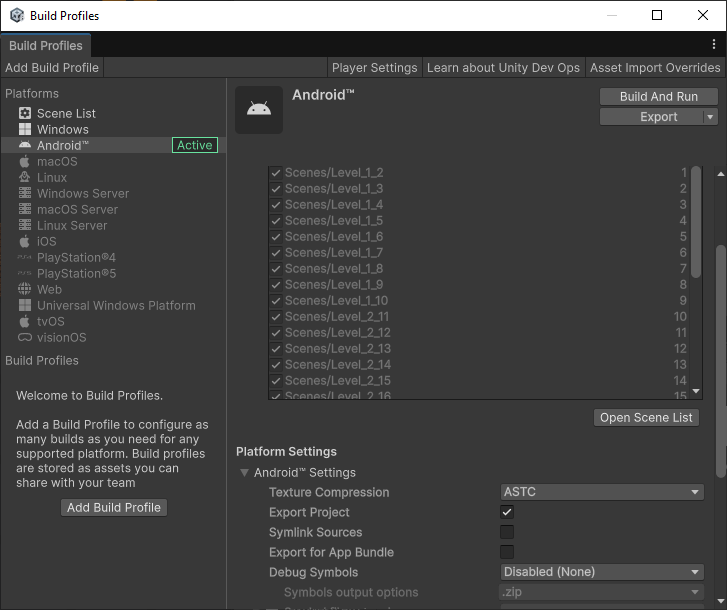 Build Profiles
Build Profiles
Add Build Profile
Player Settings
Learn about Unity Dev Ops
Asset Import Overrides
Platforms
Scene List
Windows
Android™
Active
macOS
Linux
Windows Server
macOS Server
Linux Server
iOS
PlayStation®4
PlayStation®5
Web
Universal Windows Platform
tvOS
visionOS
Build Profiles
Welcome to Build Profiles.
Add a Build Profile to configure as
many builds as you need for any
supported platform. Build profiles
are stored as assets you can
share with your team
Add Build Profile
Android™
Build And Run
Export
Scenes/Level_1_2 1
Scenes/Level_1_3 2
Scenes/Level_1_4 3
Scenes/Level_1_5 4
Scenes/Level_1_6 5
Scenes/Level_1_7 6
Scenes/Level_1_8 7
Scenes/Level_1_9 8
Scenes/Level_1_10 9
Scenes/Level_2_11 10
Scenes/Level_2_12 11
Scenes/Level_2_13 12
Scenes/Level_2_14 13
Scenes/Level_2_15 14
Scenes/Level_2_16 15
Open Scene List
Platform Settings
Android™ Settings
Texture Compression ASTC
Export Project
Symlink Sources
Export for App Bundle
Debug Symbols Disabled (None)
Symbols output options .zip